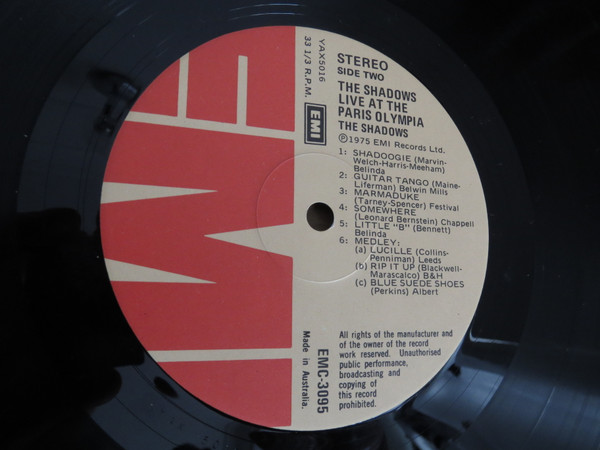 EMI
YAX5016
33 1/3 R.P.M.
STEREO
SIDE TWO
EMI
THE SHADOWS
LIVE AT THE
PARIS OLYMPIA
THE SHADOWS
Ⓟ1975 EMI Records Ltd.
1: SHADOOGIE (Marvin-
Welch-Harris-Meeham)
Belinda
2: GUITAR TANGO (Maine-
Liferman) Belwin Mills
3: MARMADUKE
(Tarney-Spencer) Festival
4: SOMEWHERE
(Leonard Bernstein) Chappell
5: LITTLE "B" (Bennett)
Belinda
6: MEDLEY:
(a) LUCILLE (Collins-
Penniman) Leeds
(b) RIP IT UP (Blackwell-
Marascalco) B&H
(c) BLUE SUEDE SHOES
(Perkins) Albert
All rights of the manufacturer and
of the owner of the record
work reserved. Unauthorised
public performance,
broadcasting and
copying of
this record
prohibited.
EMC-3095
Made in Australia.